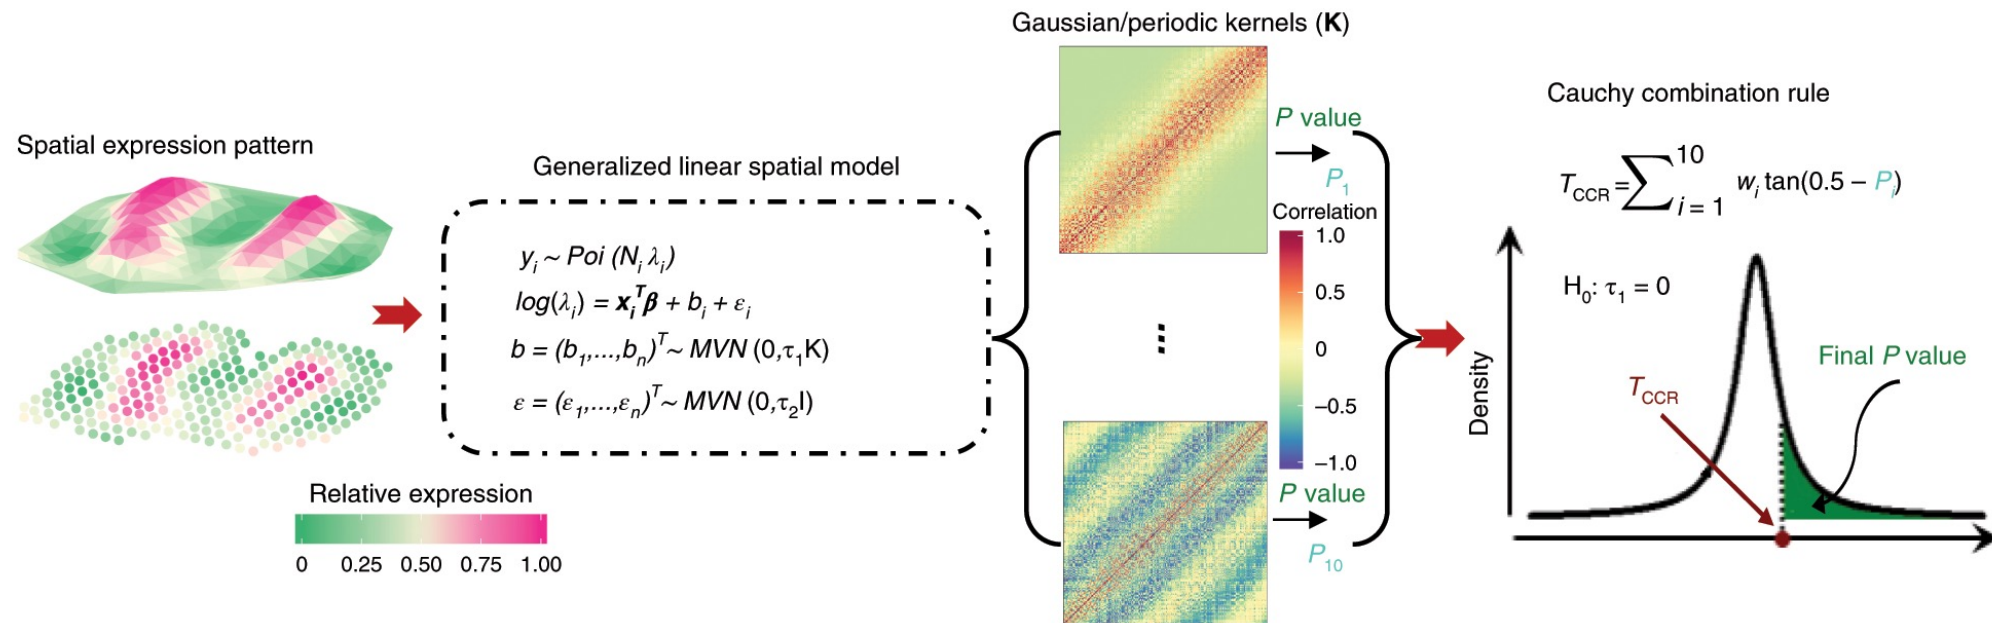 Spatial expression pattern
Relative expression
0 0.25 0.50 0.75 1.00
Generalized linear spatial model
yᵢ ~ Poi (Nᵢ λᵢ)
log(λᵢ) = xᵢᵀβ + bᵢ + εᵢ
b = (b₁,...,bₙ)ᵀ~ MVN (0,τ₁K)
ε = (ε₁,...,εₙ)ᵀ~ MVN (0,τ₂I)
Gaussian/periodic kernels (K)
P value
P₁
Correlation
1.0
0.5
0
−0.5
−1.0
P value
P₁₀
Cauchy combination rule
T_CCR = ∑_{i = 1}^{10} wᵢ tan(0.5 − Pᵢ)
H₀: τ₁ = 0
Final P value
T_CCR
Density